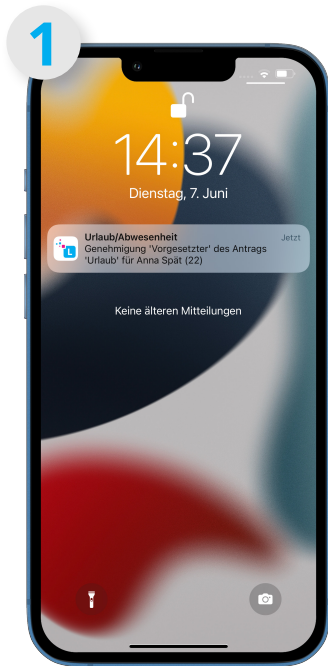 1
14:37
Dienstag, 7. Juni
Urlaub/Abwesenheit Jetzt
Genehmigung 'Vorgesetzter' des Antrags
'Urlaub' für Anna Spät (22)
L
Keine älteren Mitteilungen